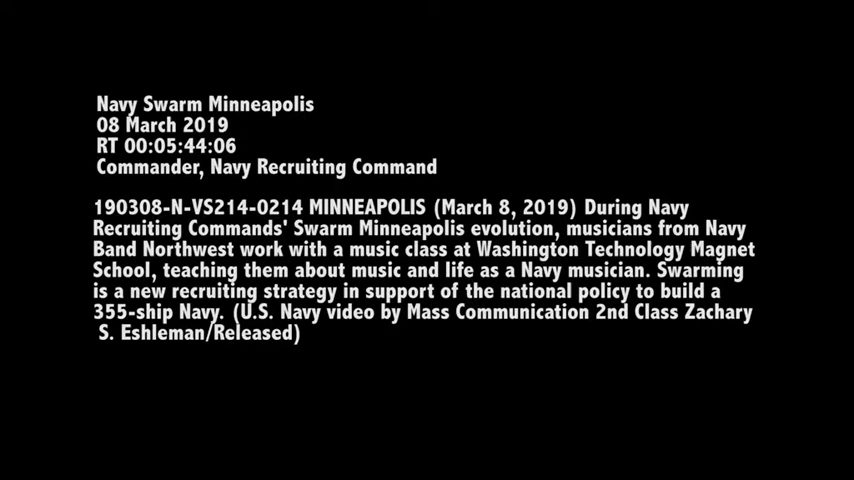 Navy Swarm Minneapolis
08 March 2019
RT 00:05:44:06
Commander, Navy Recruiting Command
190308-N-VS214-0214 MINNEAPOLIS (March 8, 2019) During Navy
Recruiting Commands' Swarm Minneapolis evolution, musicians from Navy
Band Northwest work with a music class at Washington Technology Magnet
School, teaching them about music and life as a Navy musician. Swarming
is a new recruiting strategy in support of the national policy to build a
355-ship Navy. (U.S. Navy video by Mass Communication 2nd Class Zachary
S. Eshleman/Released)